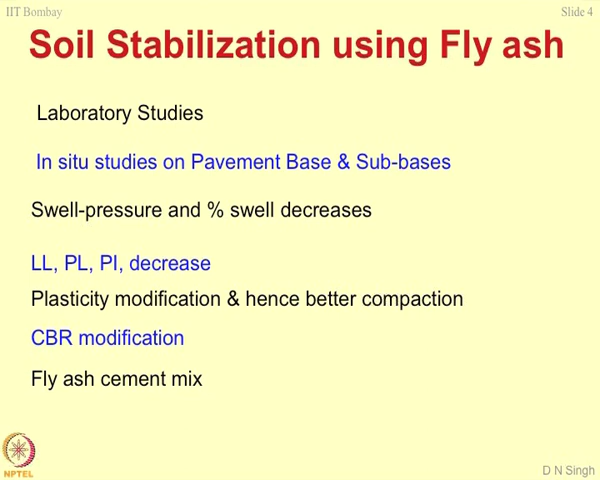 IIT Bombay
Slide 4
Soil Stabilization using Fly ash
Laboratory Studies
In situ studies on Pavement Base & Sub-bases
Swell-pressure and % swell decreases
LL, PL, PI, decrease
Plasticity modification & hence better compaction
CBR modification
Fly ash cement mix
NPTEL
D N Singh